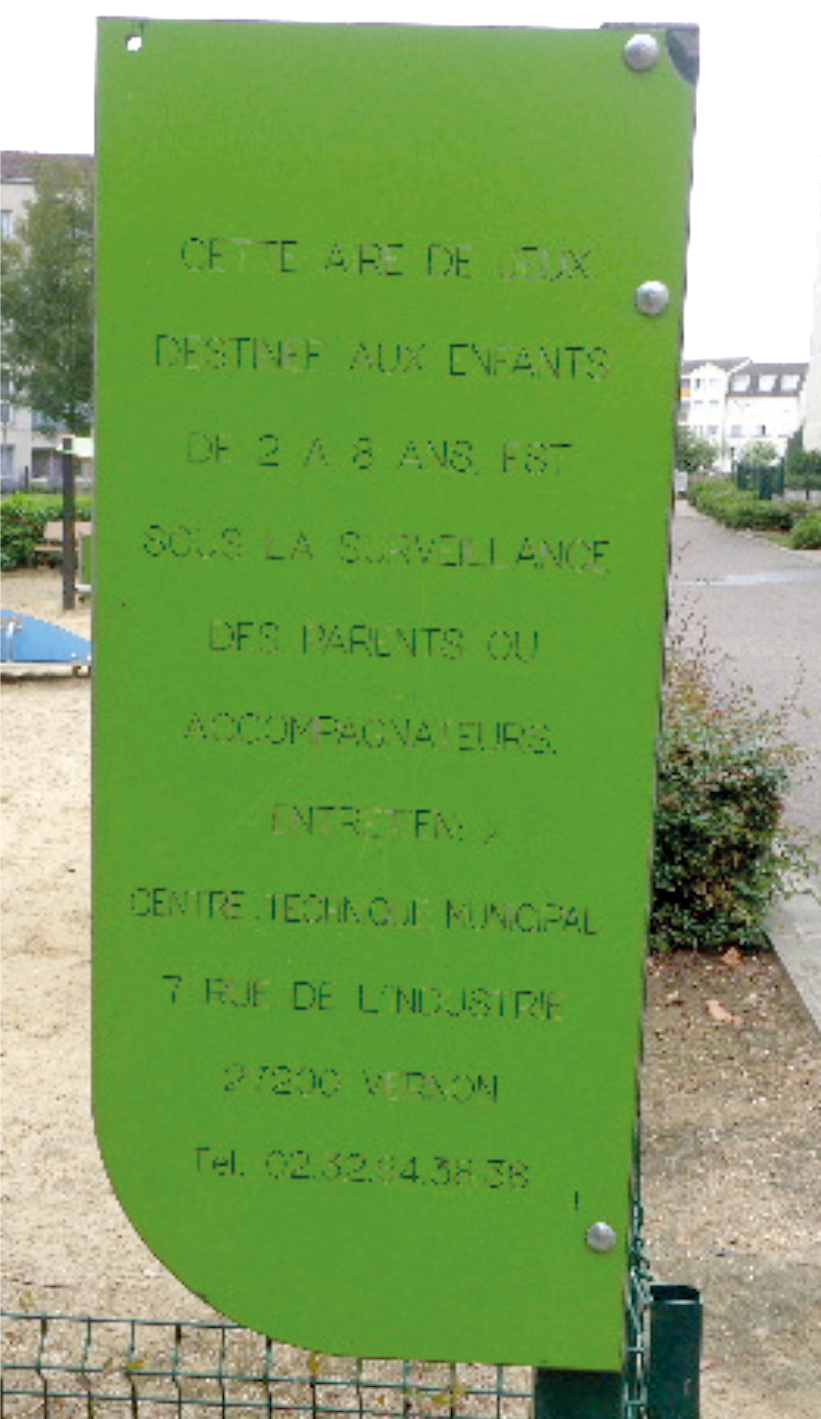 CETTE AIRE DE JEUX
DESTINEE AUX ENFANTS
DE 2 A 8 ANS, EST
SOUS LA SURVEILLANCE
DES PARENTS OU
ACCOMPAGNATEURS.
ENTRETIEN:
CENTRE TECHNIQUE MUNICIPAL
7 RUE DE L'INDUSTRIE
27200 VERNON
Tel. 02.32.64.38.38